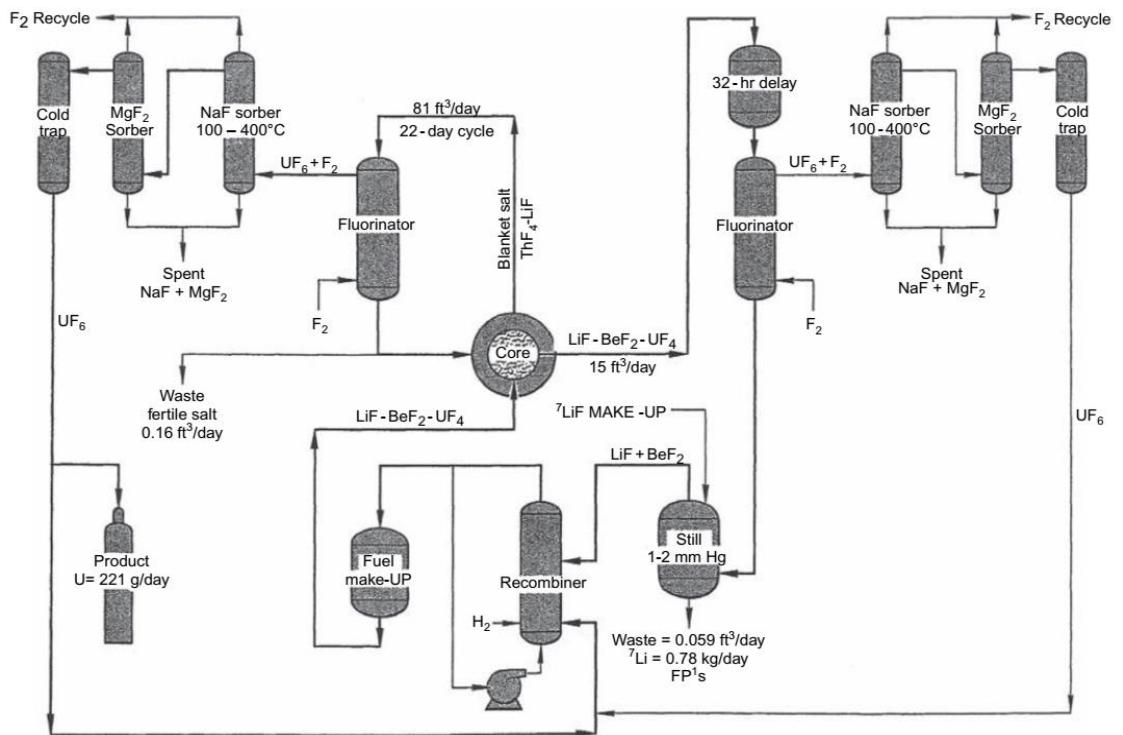 F2 Recycle
F2 Recycle
Cold
trap
MgF2
Sorber
NaF sorber
100 – 400°C
81 ft³/day
22-day cycle
UF6 + F2
Fluorinator
F2
Spent
NaF + MgF2
Blanket salt
ThF4-LiF
32-hr delay
UF6 + F2
Fluorinator
F2
NaF sorber
100-400°C
MgF2
Sorber
Cold
trap
Spent
NaF + MgF2
UF6
Core
LiF-BeF2-UF4
15 ft³/day
Waste
fertile salt
0.16 ft³/day
LiF-BeF2-UF4
⁷LiF MAKE-UP
UF6
LiF + BeF2
Product
U= 221 g/day
Fuel
make-UP
Recombiner
Still
1-2 mm Hg
H2
Waste = 0.059 ft³/day
⁷Li = 0.78 kg/day
FP¹s